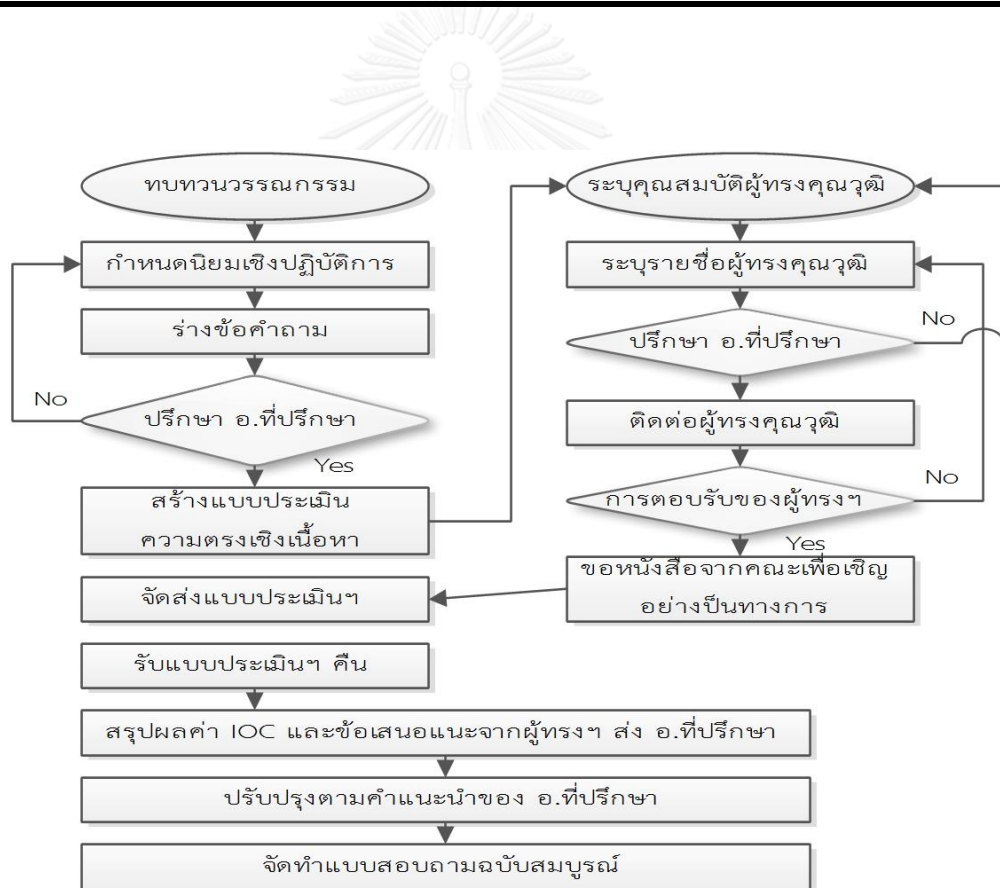 ทบทวนวรรณกรรม
กำหนดนิยมเชิงปฏิบัติการ
ร่างข้อคำถาม
No
ปรึกษา อ.ที่ปรึกษา
Yes
สร้างแบบประเมิน
ความตรงเชิงเนื้อหา
ระบุคุณสมบัติผู้ทรงคุณวุฒิ
ระบุรายชื่อผู้ทรงคุณวุฒิ
No
ปรึกษา อ.ที่ปรึกษา
ติดต่อผู้ทรงคุณวุฒิ
No
การตอบรับของผู้ทรงฯ
Yes
ขอหนังสือจากคณะเพื่อเชิญ
อย่างป็นทางการ
จัดส่งแบบประเมินฯ
รับแบบประเมินฯ คืน
สรุปผลค่า IOC และข้อเสนอแนะจากผู้ทรงฯ ส่ง อ.ที่ปรึกษา
ปรับปรุงตามคำแนะนำของ อ.ที่ปรึกษา
จัดทำแบบสอบถามฉบับสมบูรณ์